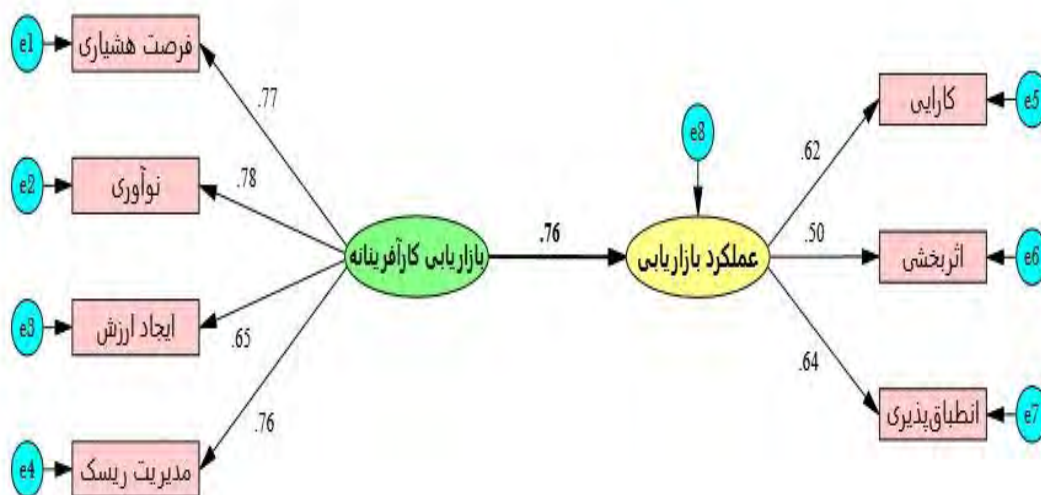 e1
فرصت هشیاری
.77
e2
نوآوری
.78
e3
ایجاد ارزش
.65
e4
مدیریت ریسک
.76
بازاریابی کارآفرینانه
.76
e8
عملکرد بازاریابی
.62
کارایی
e5
.50
اثربخشی
e6
.64
انطباق‌پذیری
e7